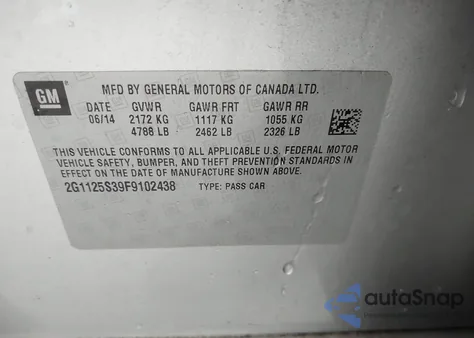 GM
MFD BY GENERAL MOTORS OF CANADA LTD.
DATE GVWR GAWR FRT GAWR RR
06/14 2172 KG 1117 KG 1055 KG
4788 LB 2462 LB 2326 LB
THIS VEHICLE CONFORMS TO ALL APPLICABLE U.S. FEDERAL MOTOR
VEHICLE SAFETY, BUMPER, AND THEFT PREVENTION STANDARDS IN
EFFECT ON THE DATE OF MANUFACTURE SHOWN ABOVE.
2G1125S39F9102438 TYPE: PASS CAR
autoSnap